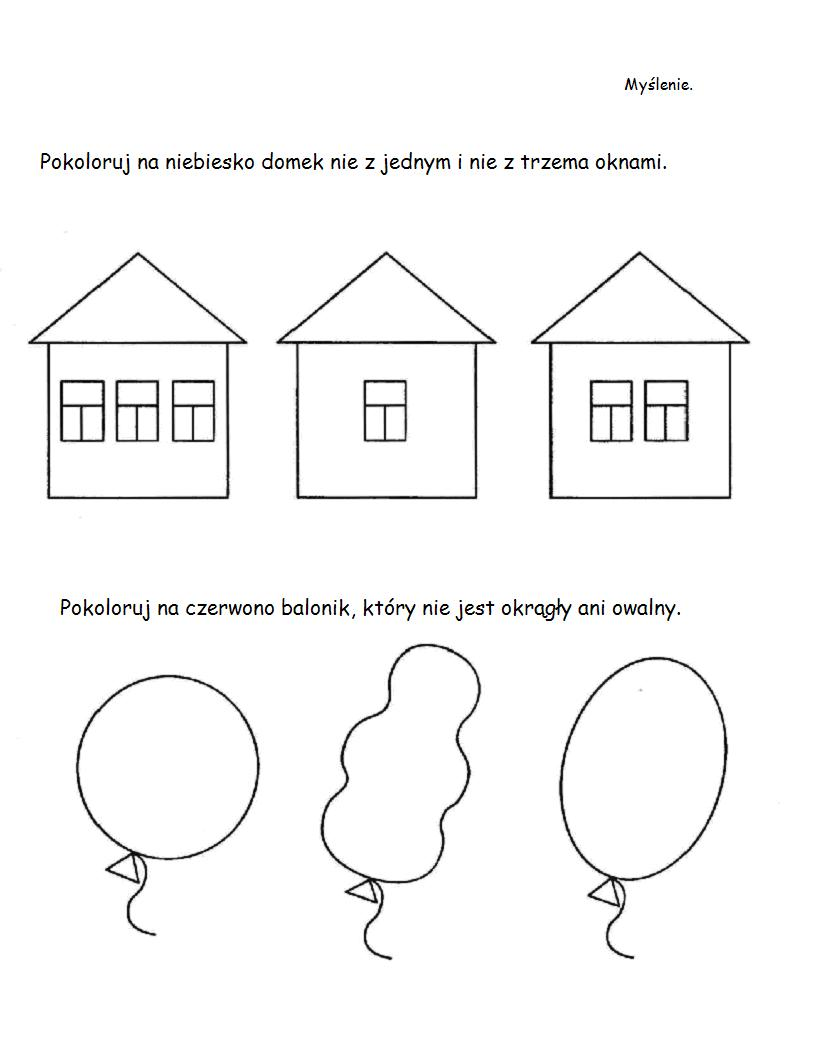 Myślenie.
Pokoloruj na niebiesko domek nie z jednym i nie z trzema oknami.
Pokoloruj na czerwono balonik, który nie jest okrągły ani owalny.